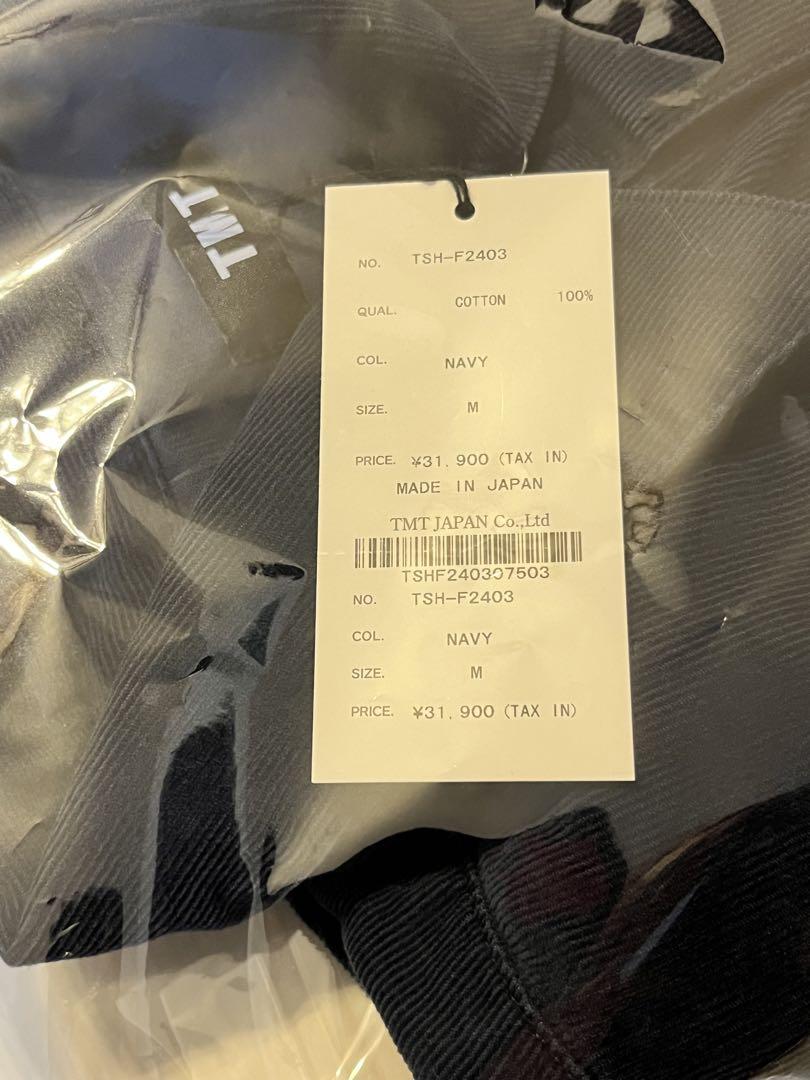 TMT
NO. TSH-F2403
QUAL. COTTON 100%
COL. NAVY
SIZE. M
PRICE. ¥31,900 (TAX IN)
MADE IN JAPAN
TMT JAPAN Co.,Ltd
TSHF240307503
NO. TSH-F2403
COL. NAVY
SIZE. M
PRICE. ¥31,900 (TAX IN)